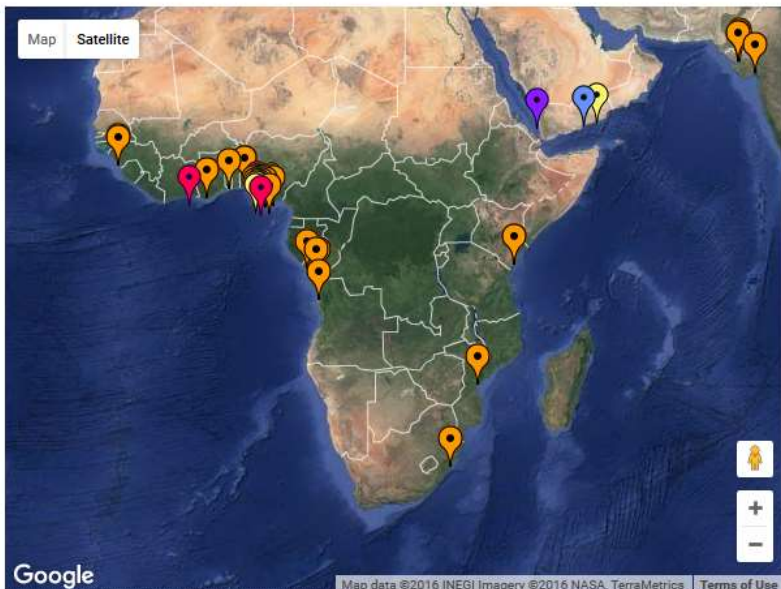 Map Satellite
+
−
Google
Map data ©2016 INEGI Imagery ©2016 NASA, TerraMetrics Terms of Use